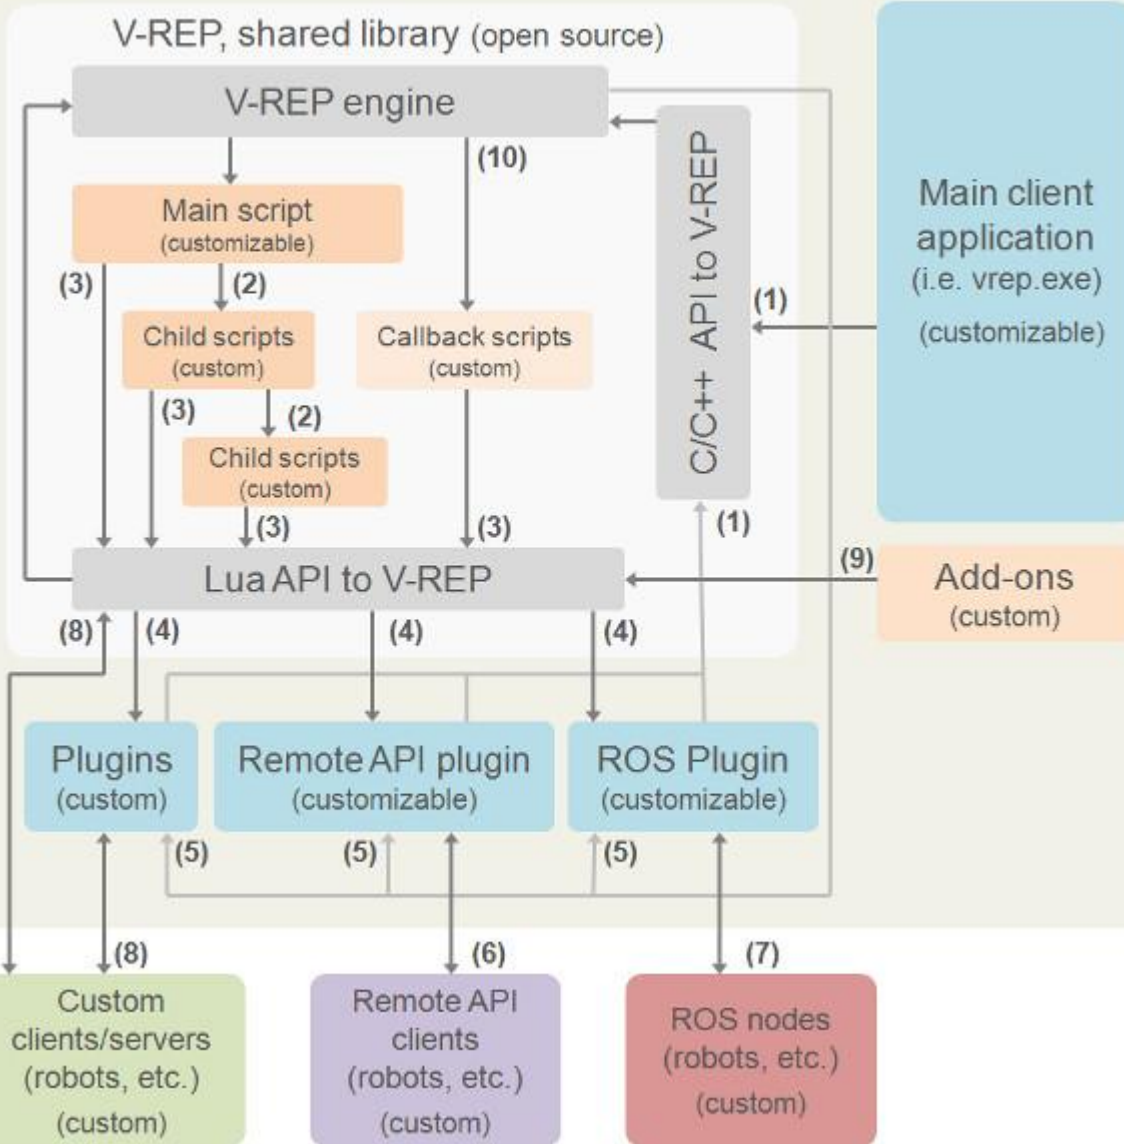 V-REP, shared library (open source)
V-REP engine
(10)
Main script
(customizable)
(3)
(2)
Child scripts
(custom)
Callback scripts
(custom)
(3)
(2)
Child scripts
(custom)
(3)
(3)
C/C++ API to V-REP
(1)
(1)
Main client
application
(i.e. vrep.exe)
(customizable)
Lua API to V-REP
(9)
Add-ons
(custom)
(8)
(4)
(4)
(4)
Plugins
(custom)
Remote API plugin
(customizable)
ROS Plugin
(customizable)
(5)
(5)
(5)
(8)
(6)
(7)
Custom
clients/servers
(robots, etc.)
(custom)
Remote API
clients
(robots, etc.)
(custom)
ROS nodes
(robots, etc.)
(custom)